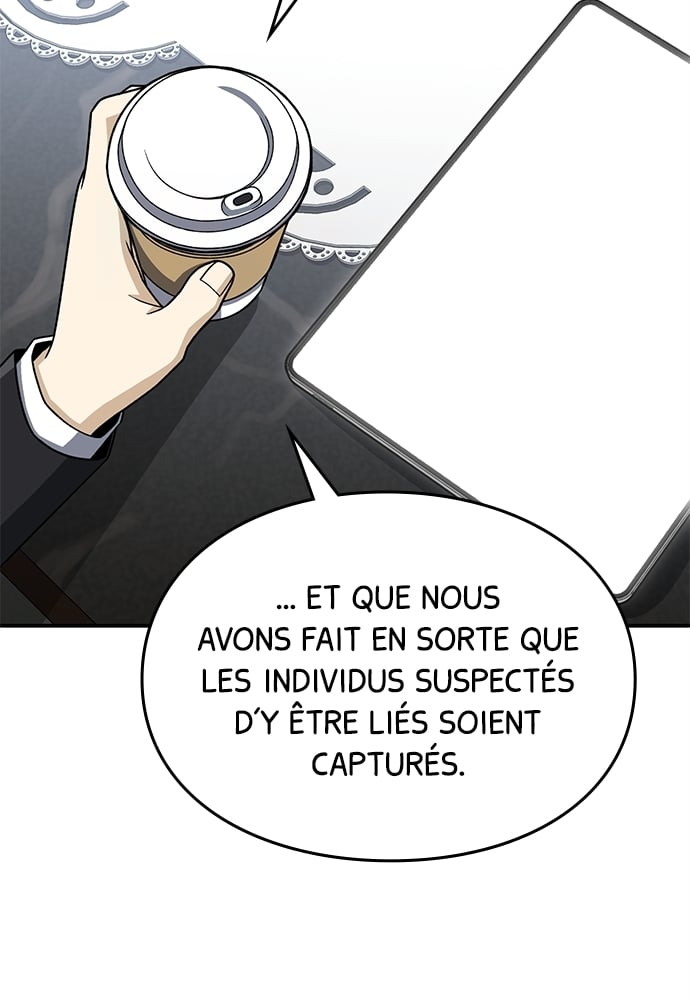 ... ET QUE NOUS
AVONS FAIT EN SORTE QUE
LES INDIVIDUS SUSPECTÉS
D'Y ÊTRE LIÉS SOIENT
CAPTURÉS.